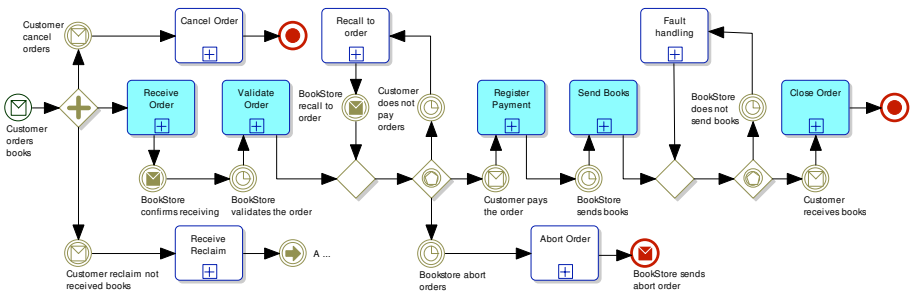 Customer
cancel
orders
Cancel Order
Recall to
order
Fault
handling
Customer
orders
books
Receive
Order
Validate
Order
BookStore
recall to
order
Customer
does not
pay
orders
Register
Payment
Send Books
BookStore
does not
send books
Close Order
BookStore
confirms receiving
BookStore
validates the order
Customer pays
the order
BookStore
sends books
Customer
receives books
Customer reclaim not
received books
Receive
Reclaim
A ...
Bookstore abort
orders
Abort Order
BookStore sends
abort order